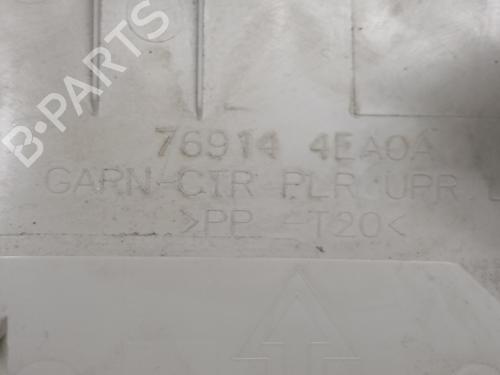 B-PARTS
76914 4EA0A
GARN-CTR PLR UPR
>PP -T20<